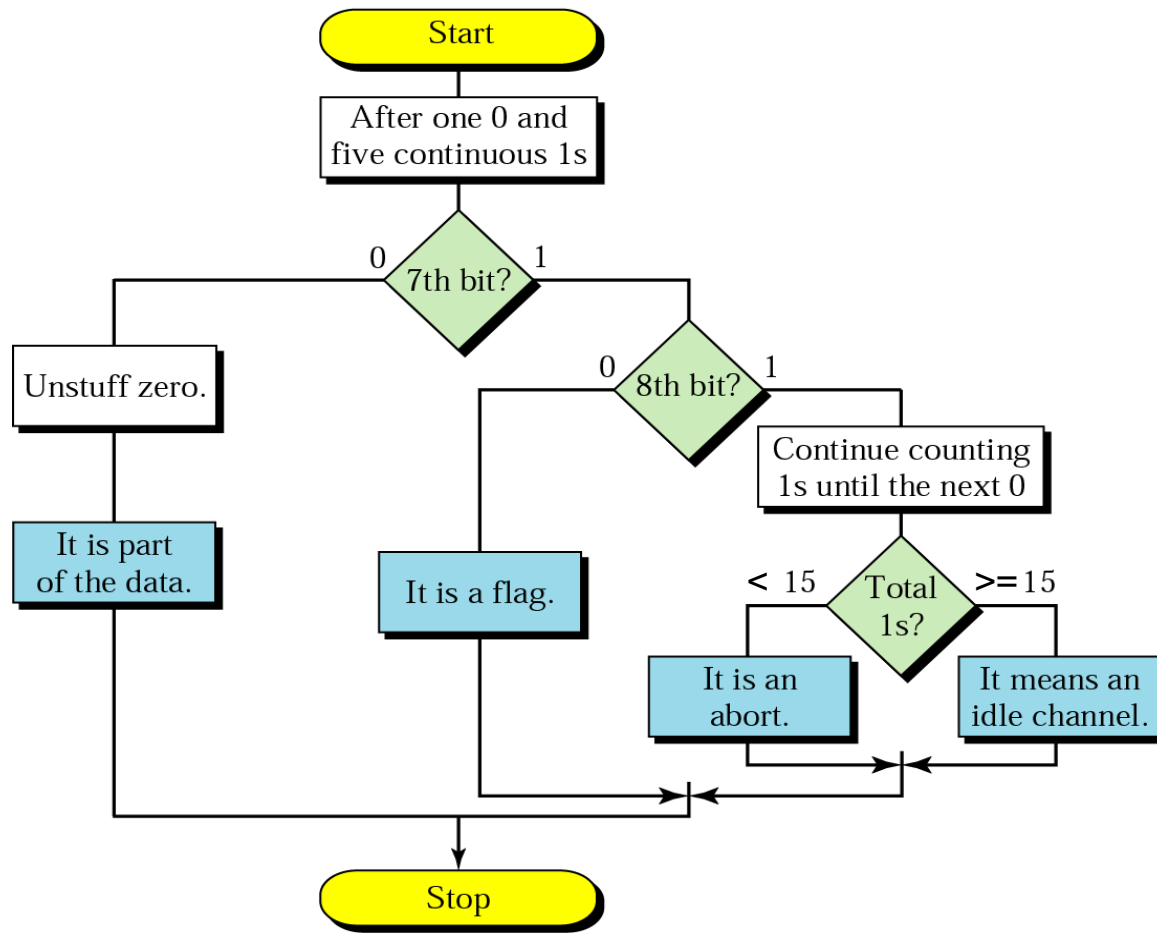 Start
After one 0 and
five continuous 1s
0
7th bit?
1
Unstuff zero.
It is part
of the data.
0
8th bit?
1
It is a flag.
Continue counting
1s until the next 0
< 15
Total
1s?
>=15
It is an
abort.
It means an
idle channel.
Stop